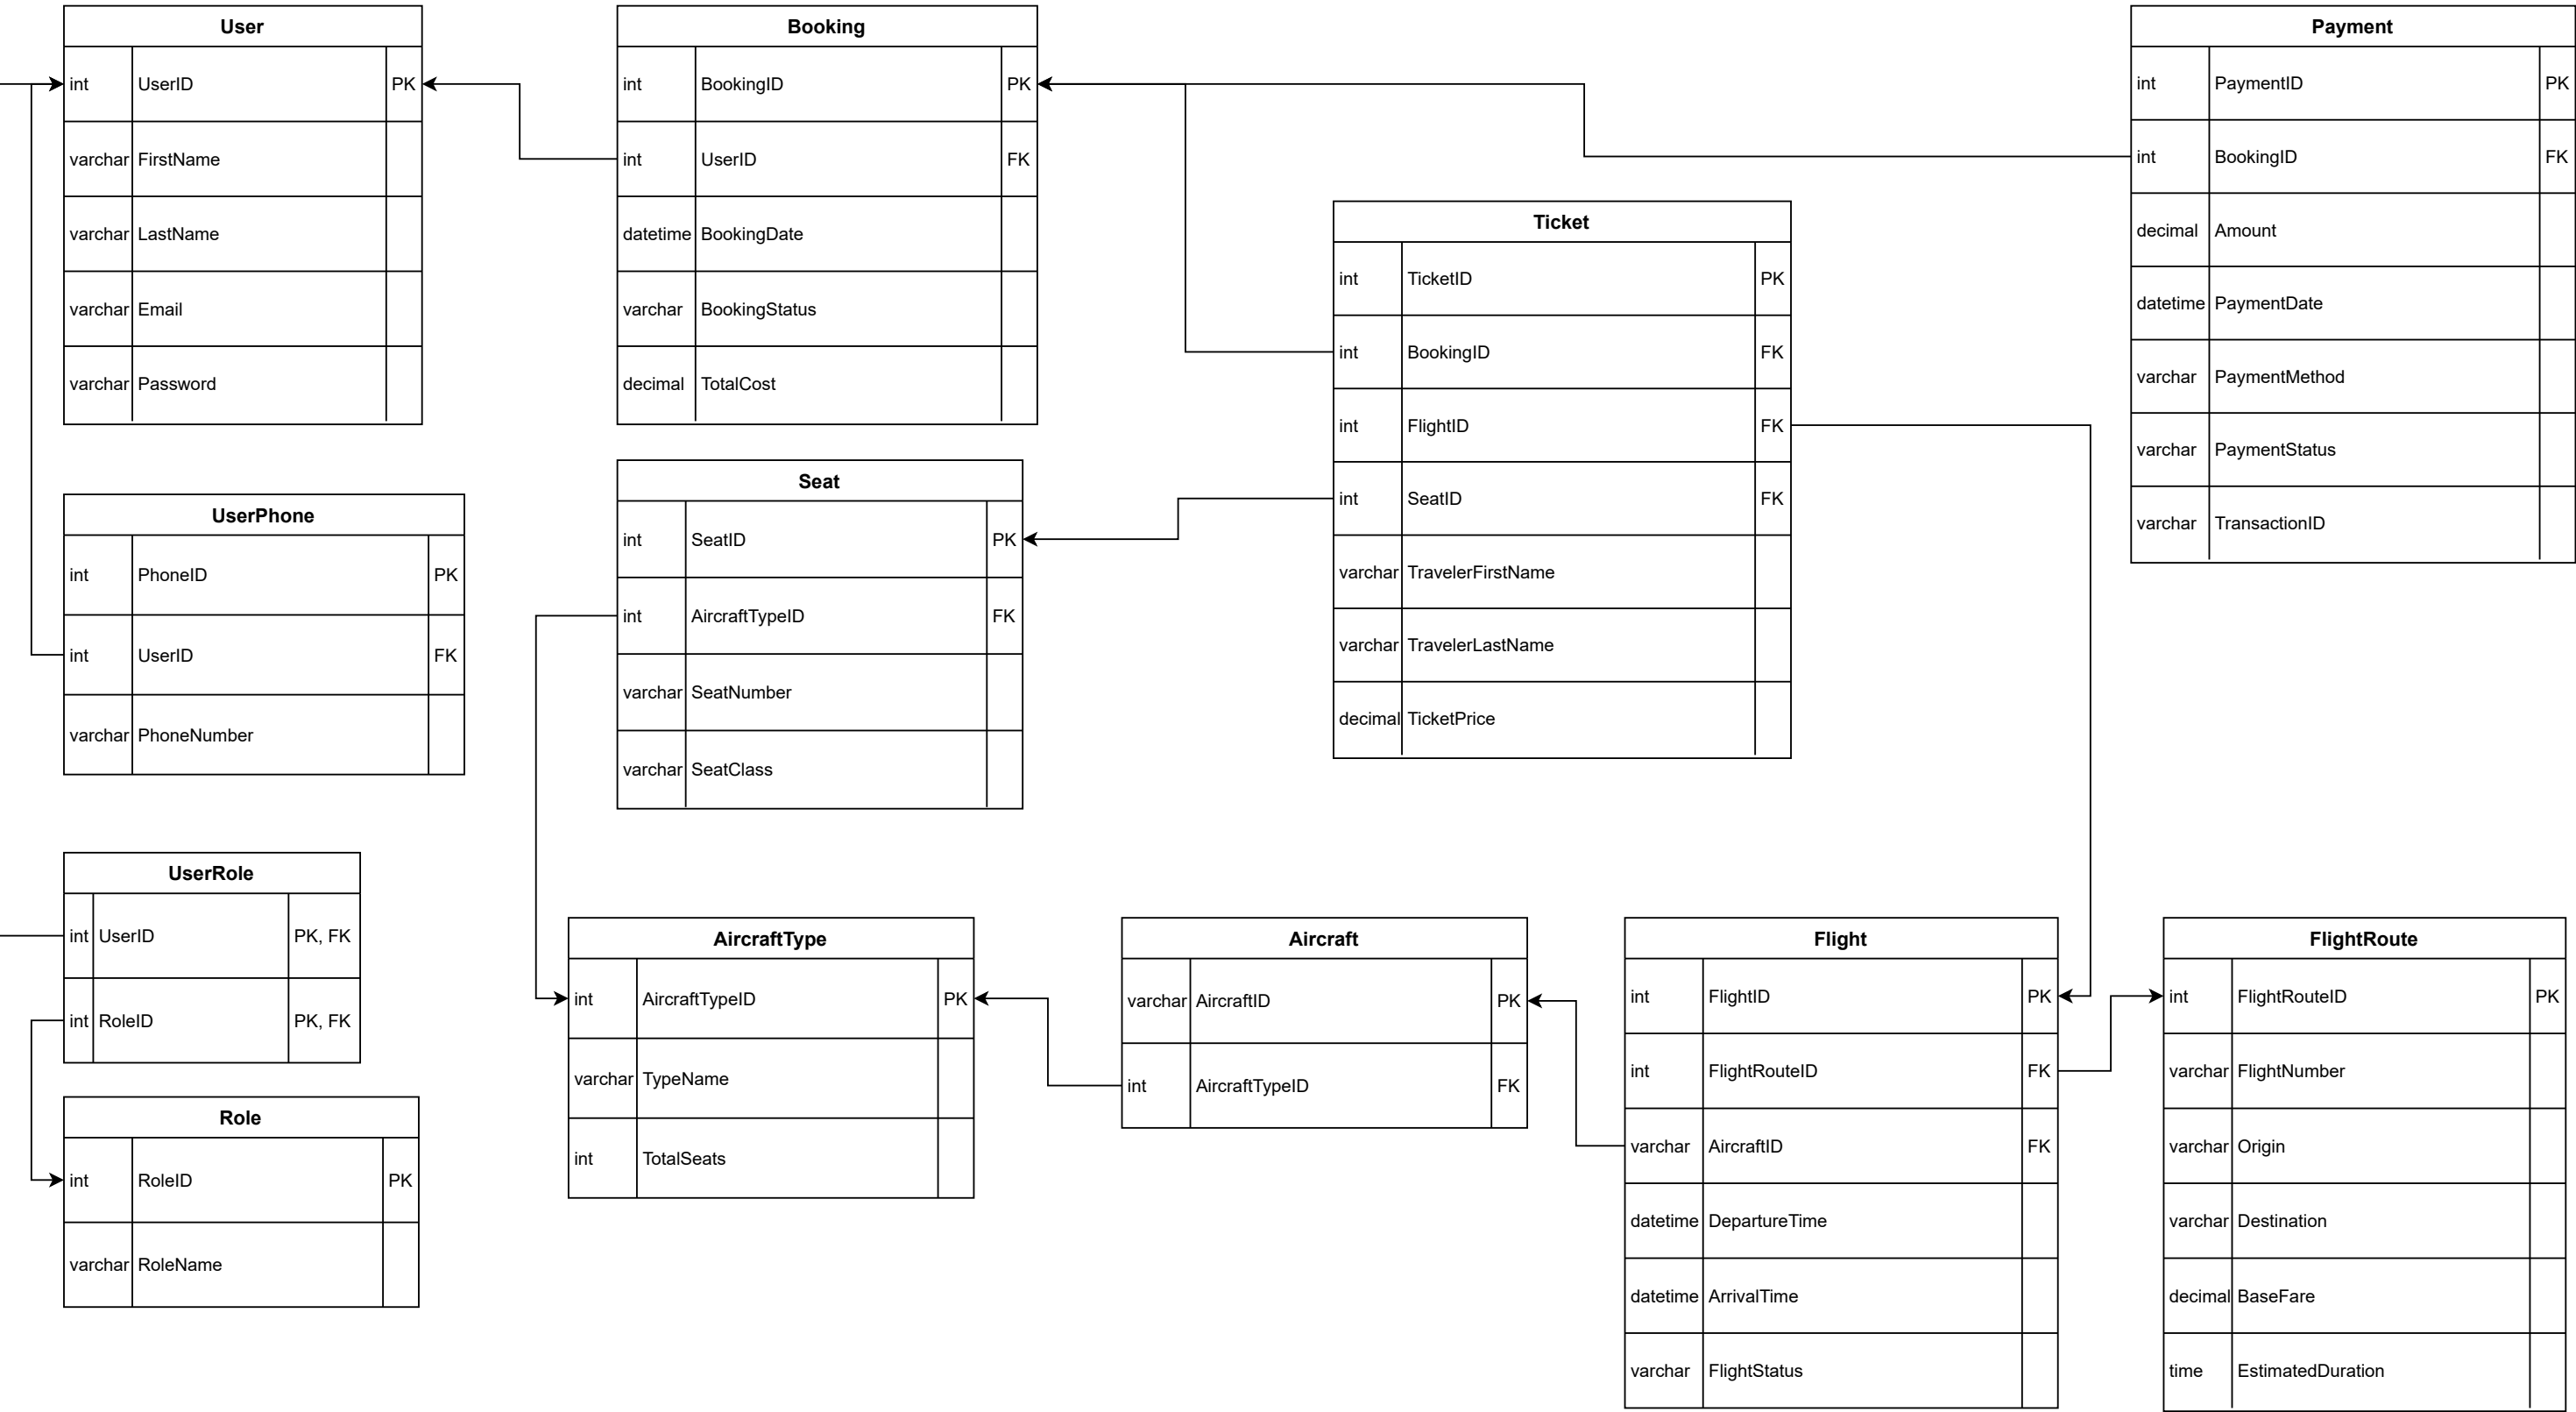 User
int UserID PK
varchar FirstName
varchar LastName
varchar Email
varchar Password
Booking
int BookingID PK
int UserID FK
datetime BookingDate
varchar BookingStatus
decimal TotalCost
Payment
int PaymentID PK
int BookingID FK
decimal Amount
datetime PaymentDate
varchar PaymentMethod
varchar PaymentStatus
varchar TransactionID
Ticket
int TicketID PK
int BookingID FK
int FlightID FK
int SeatID FK
varchar TravelerFirstName
varchar TravelerLastName
decimal TicketPrice
Seat
int SeatID PK
int AircraftTypeID FK
varchar SeatNumber
varchar SeatClass
UserPhone
int PhoneID PK
int UserID FK
varchar PhoneNumber
UserRole
int UserID PK, FK
int RoleID PK, FK
Role
int RoleID PK
varchar RoleName
AircraftType
int AircraftTypeID PK
varchar TypeName
int TotalSeats
Aircraft
varchar AircraftID PK
int AircraftTypeID FK
Flight
int FlightID PK
int FlightRouteID FK
varchar AircraftID FK
datetime DepartureTime
datetime ArrivalTime
varchar FlightStatus
FlightRoute
int FlightRouteID PK
varchar FlightNumber
varchar Origin
varchar Destination
decimal BaseFare
time EstimatedDuration